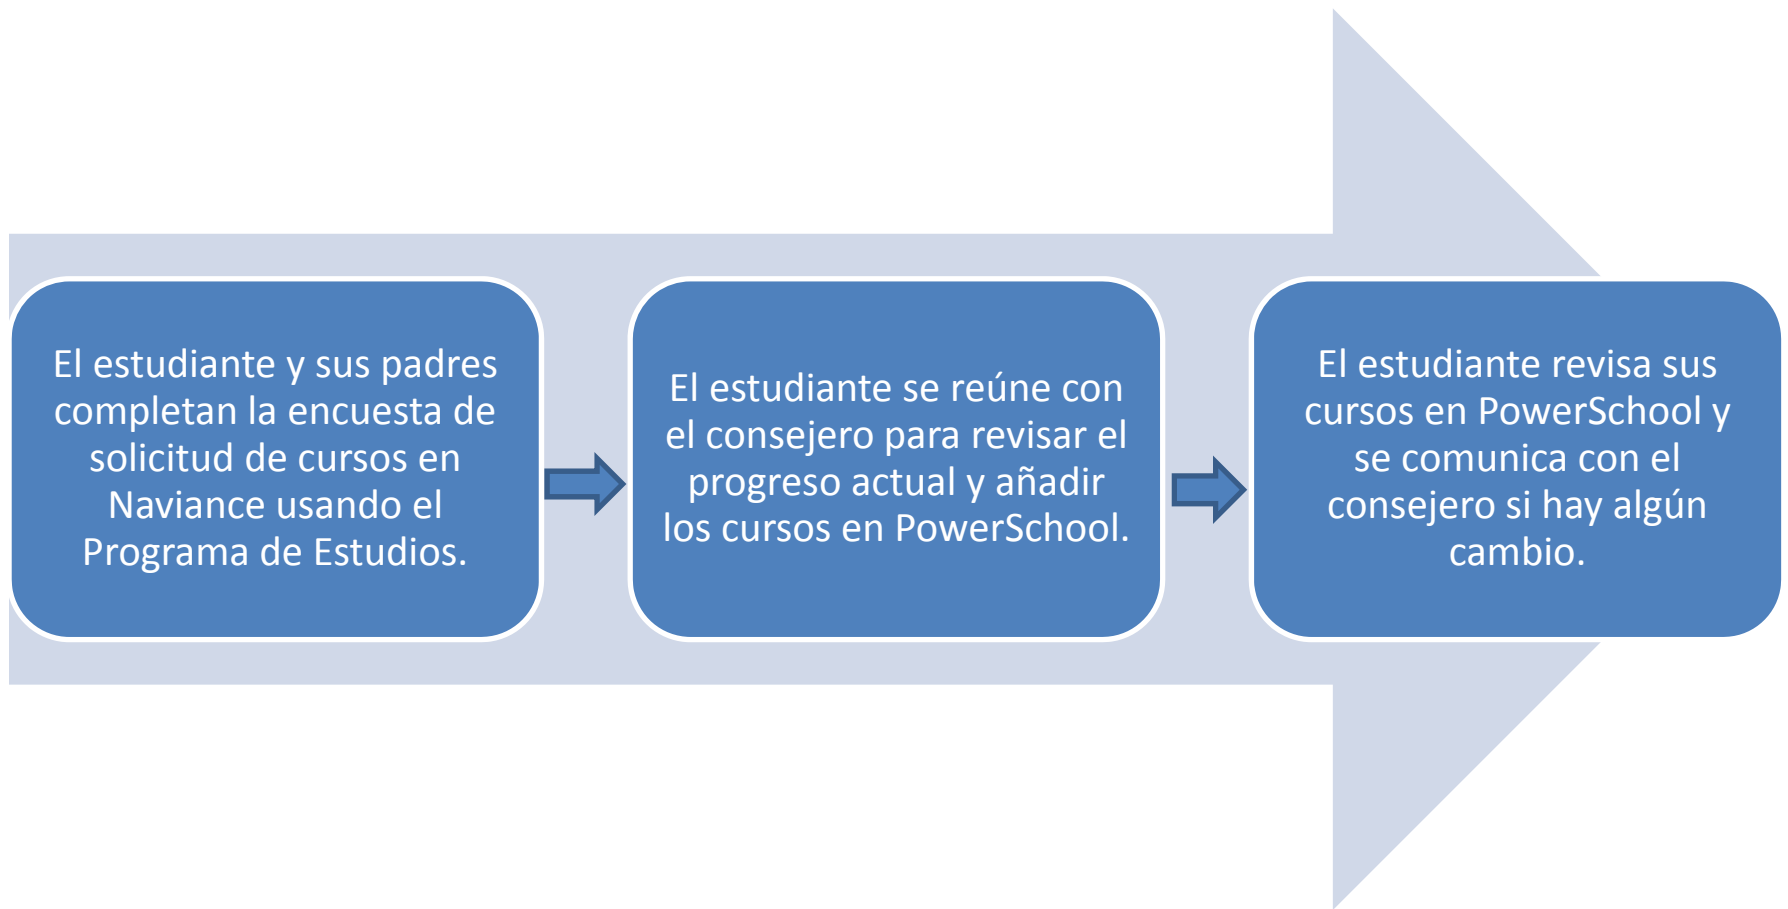 El estudiante y sus padres
completan la encuesta de
solicitud de cursos en
Naviance usando el
Programa de Estudios.
El estudiante se reúne con
el consejero para revisar el
progreso actual y añadir
los cursos en PowerSchool.
El estudiante revisa sus
cursos en PowerSchool y
se comunica con el
consejero si hay algún
cambio.